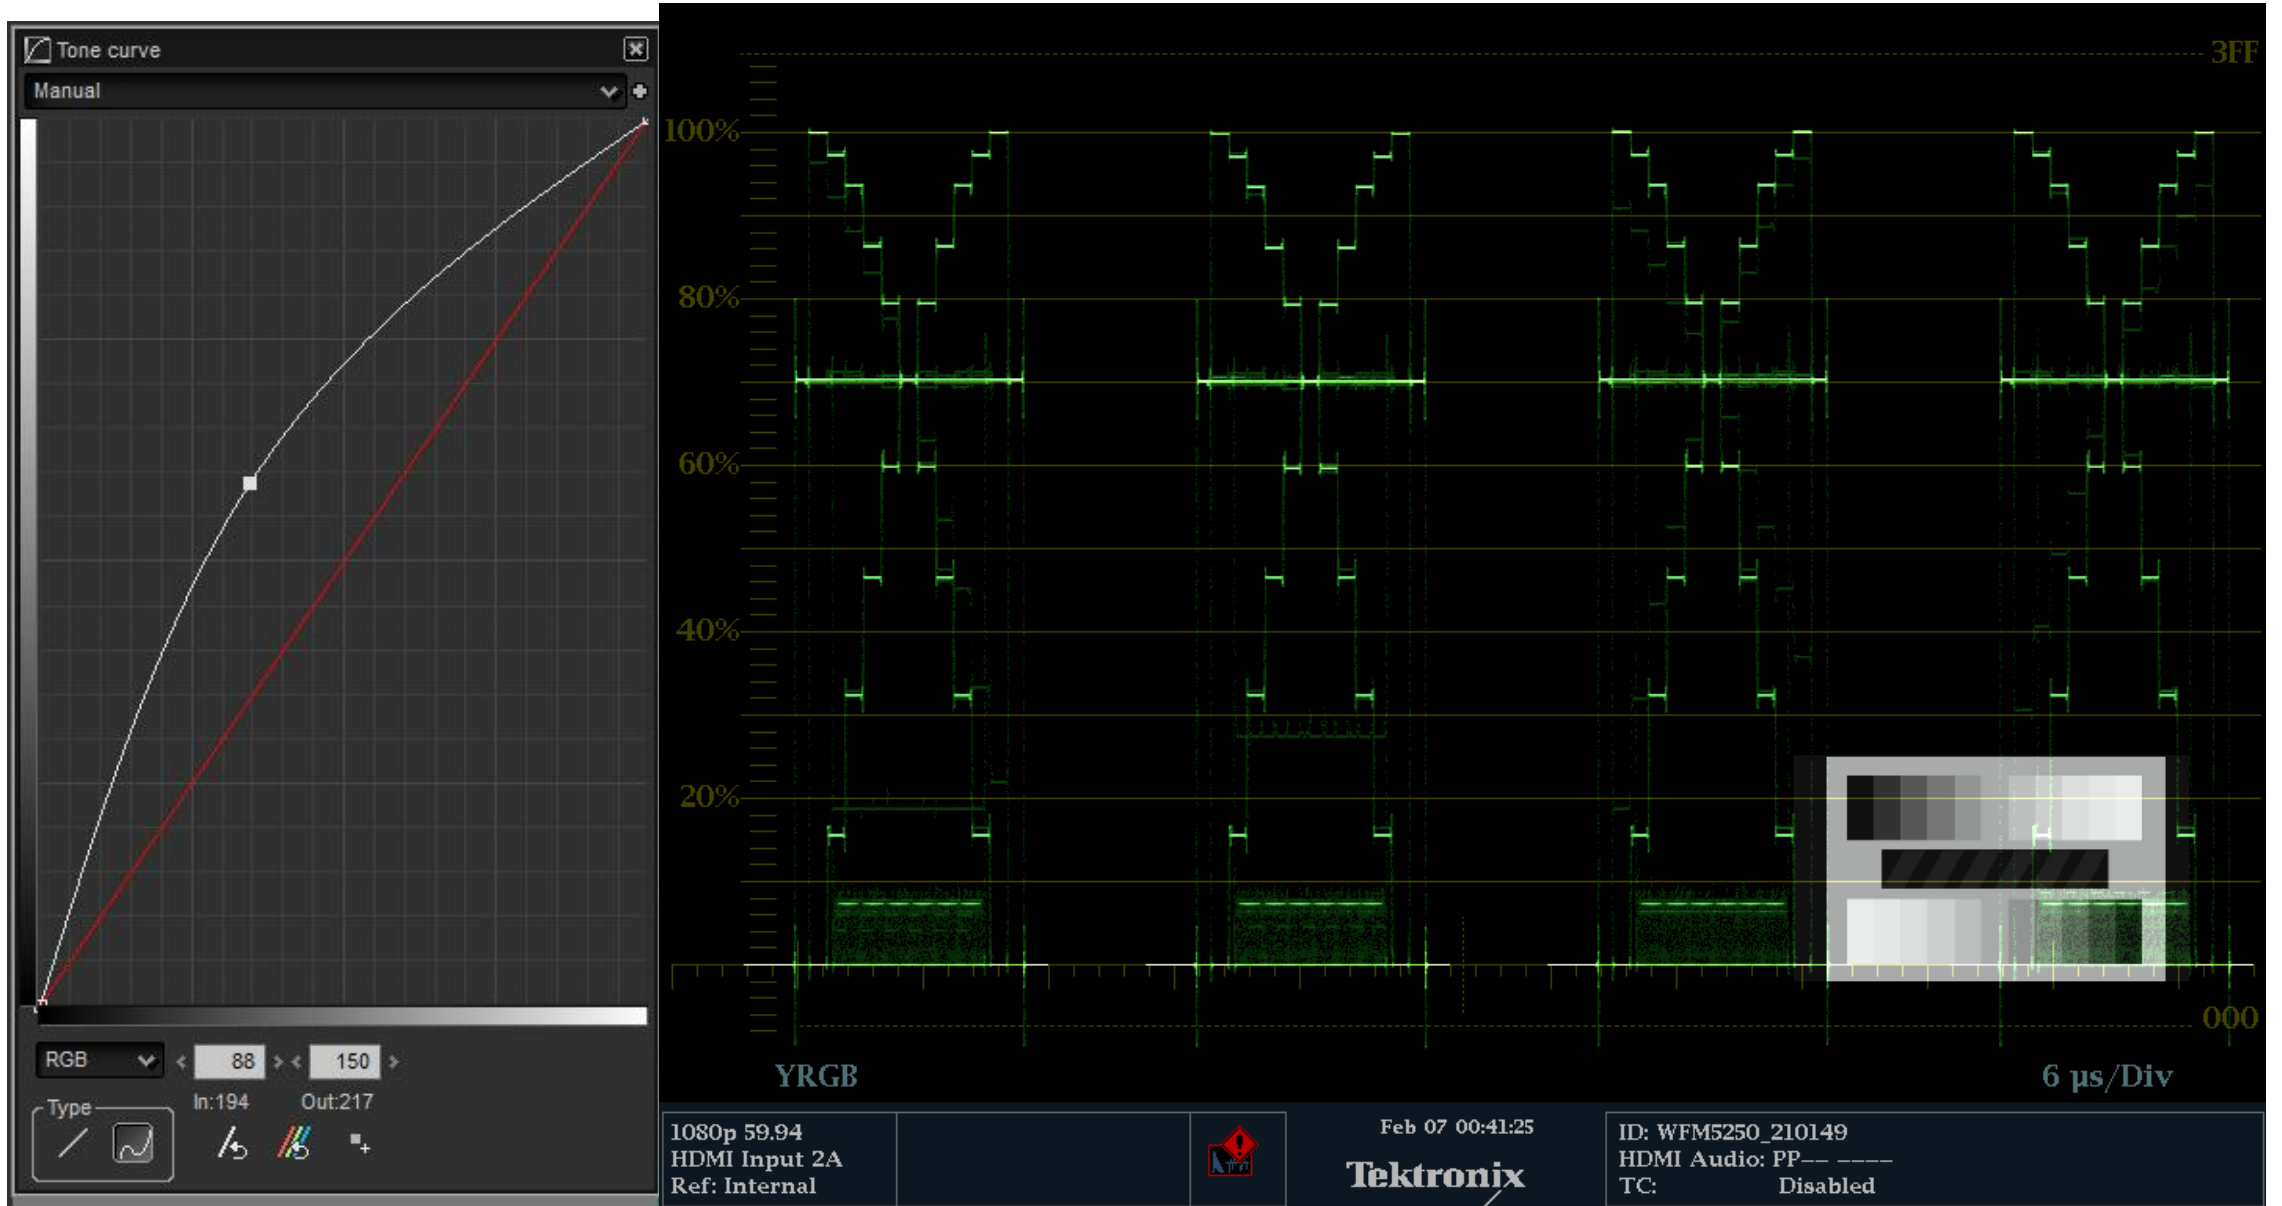 Tone curve
Manual
RGB
88
150
In:194
Out:217
Type
3FF
100%
80%
60%
40%
20%
000
YRGB
6 µs/Div
1080p 59.94
HDMI Input 2A
Ref: Internal
Feb 07 00:41:25
Tektronix
ID: WFM5250_210149
HDMI Audio: PP–– ––––
TC: Disabled